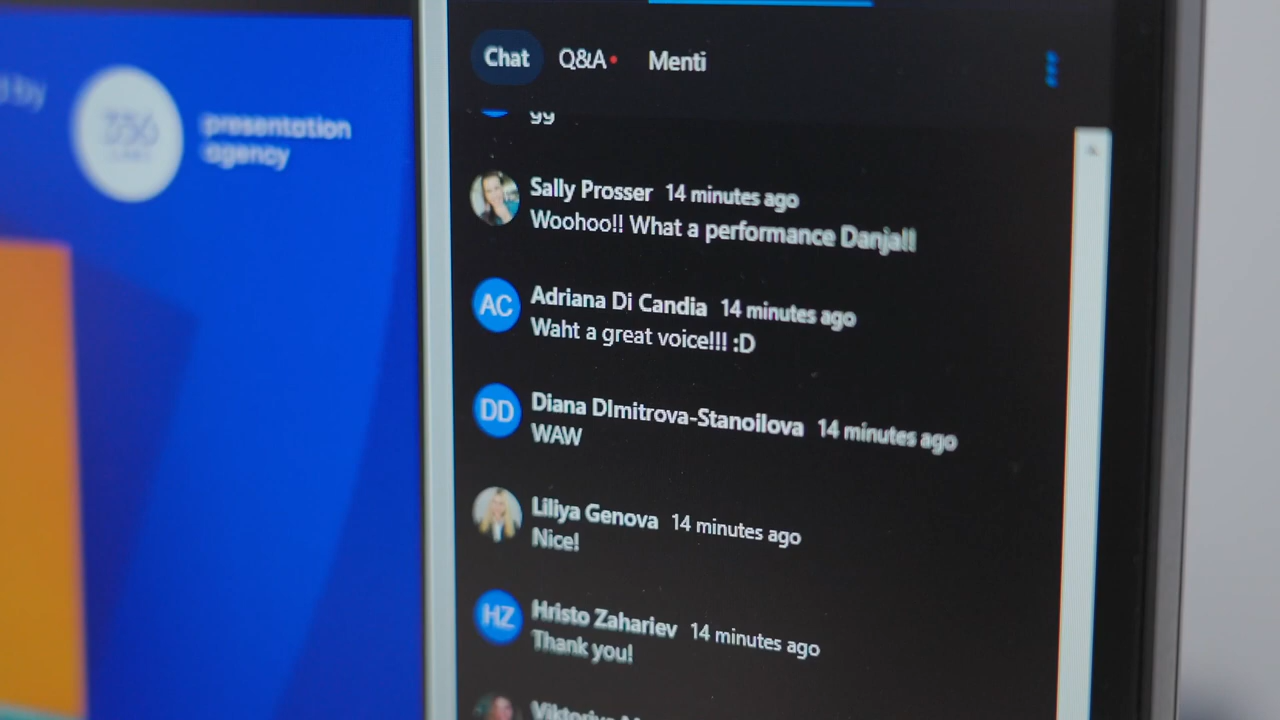 d by
356
presentation
agency
Chat Q&A Menti
gg
Sally Prosser 14 minutes ago
Woohoo!! What a performance Danja!!
AC
Adriana Di Candia 14 minutes ago
Waht a great voice!!! :D
DD
Diana DImitrova-Stanoilova 14 minutes ago
WAW
Liliya Genova 14 minutes ago
Nice!
HZ
Hristo Zahariev 14 minutes ago
Thank you!